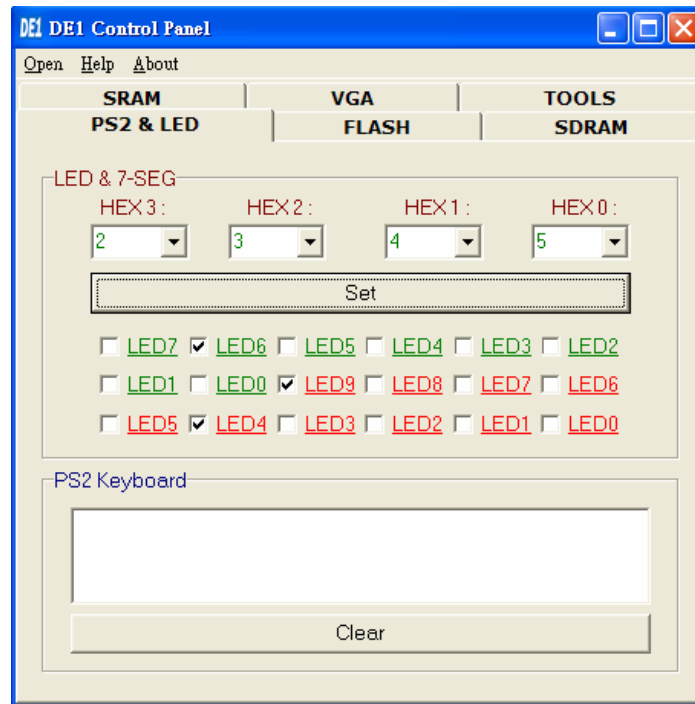 DE1 DE1 Control Panel
Open Help About
SRAM VGA TOOLS
PS2 & LED FLASH SDRAM
LED & 7-SEG
HEX 3 : HEX 2 : HEX 1 : HEX 0 :
2 3 4 5
Set
LED7 LED6 LED5 LED4 LED3 LED2
LED1 LED0 LED9 LED8 LED7 LED6
LED5 LED4 LED3 LED2 LED1 LED0
PS2 Keyboard
Clear